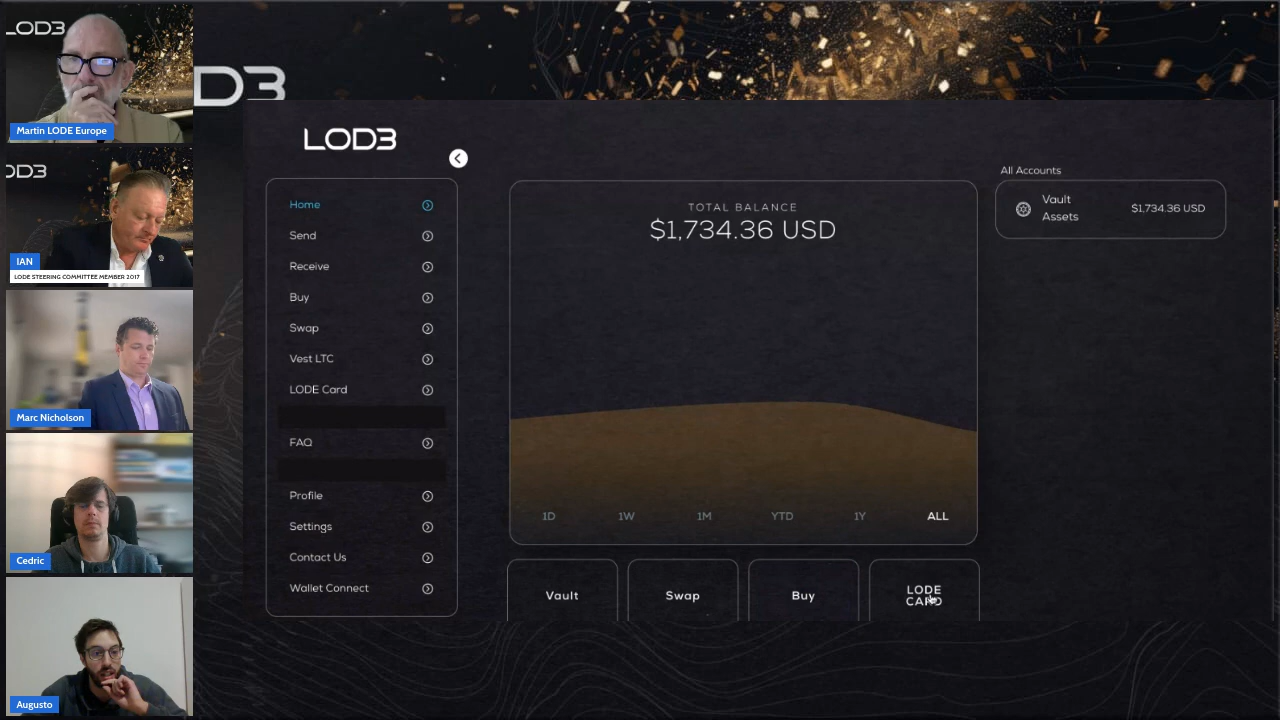 LOD3
Martin LODE Europe
OD3
IAN
LODE STEERING COMMITTEE MEMBER 2017
Marc Nicholson
Cedric
Augusto
D3
LOD3
Home
Send
Receive
Buy
Swap
Vest LTC
LODE Card
FAQ
Profile
Settings
Contact Us
Wallet Connect
TOTAL BALANCE
$1,734.36 USD
1D 1W 1M YTD 1Y ALL
Vault
Swap
Buy
LODE
CARD
All Accounts
Vault
Assets
$1,734.36 USD